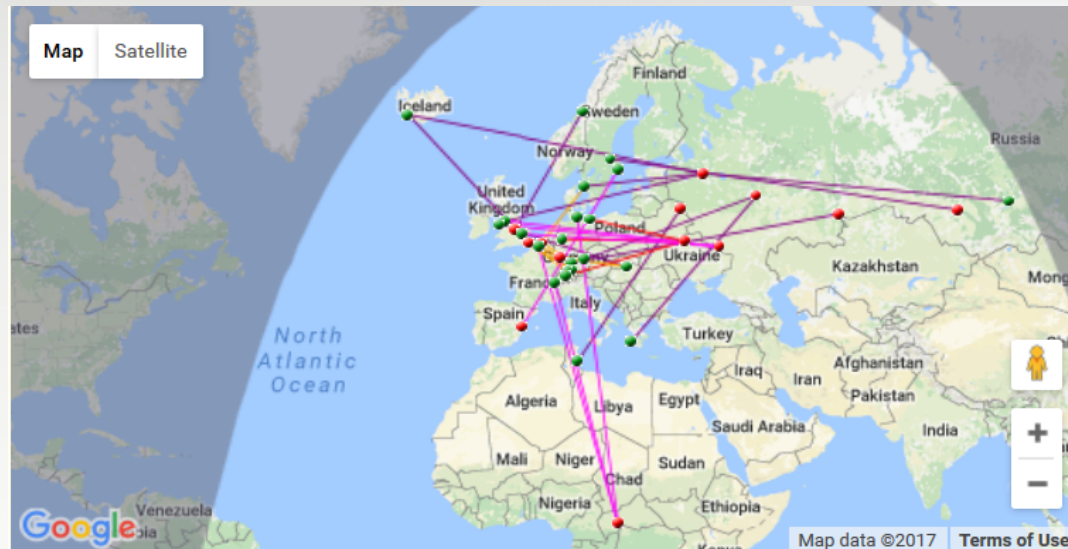 Map Satellite
Finland
Iceland
Sweden
Russia
Norway
United
Kingdom
Poland
Ukraine
Kazakhstan
France
Mong
Italy
Spain
ates
North
Atlantic
Ocean
Turkey
Afghanistan
Iraq
Iran
Algeria
Libya
Egypt
Pakistan
Saudi Arabia
India
Mali
Niger
Sudan
Chad
Nigeria
Ethiopia
Venezuela
Google
bia
Map data ©2017 Terms of Use